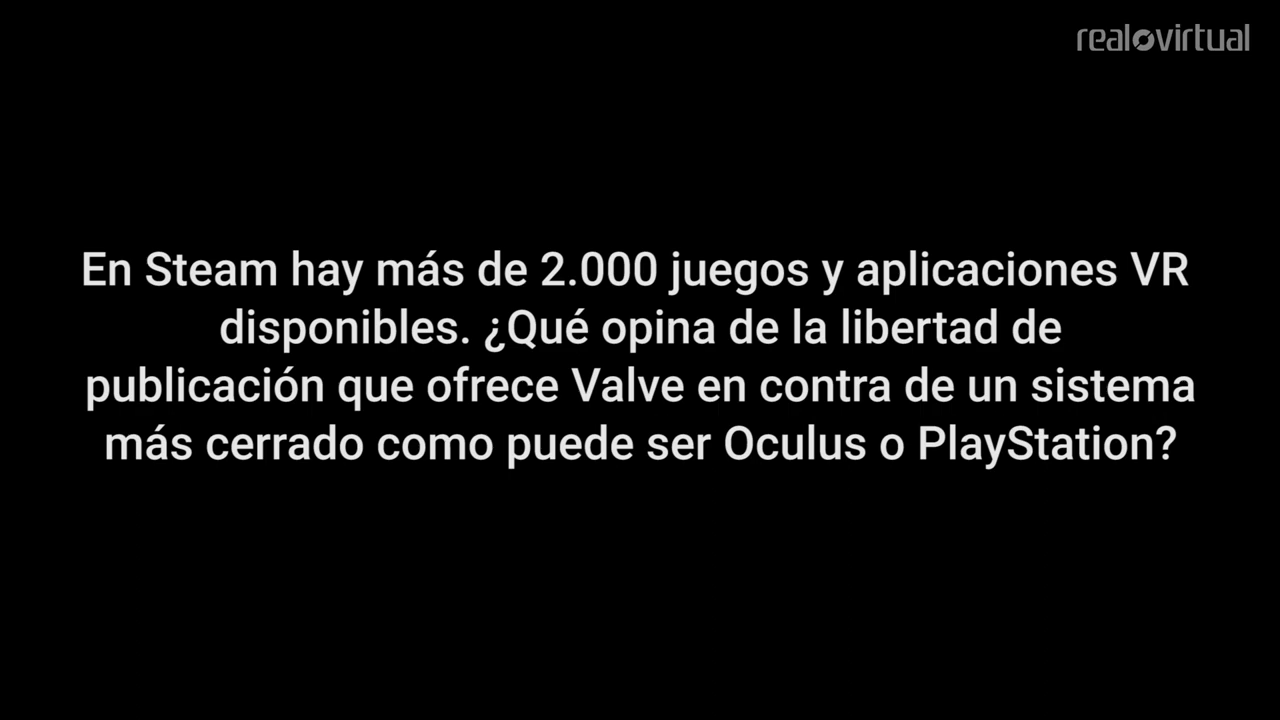 realovirtual
En Steam hay más de 2.000 juegos y aplicaciones VR
disponibles. ¿Qué opina de la libertad de
publicación que ofrece Valve en contra de un sistema
más cerrado como puede ser Oculus o PlayStation?